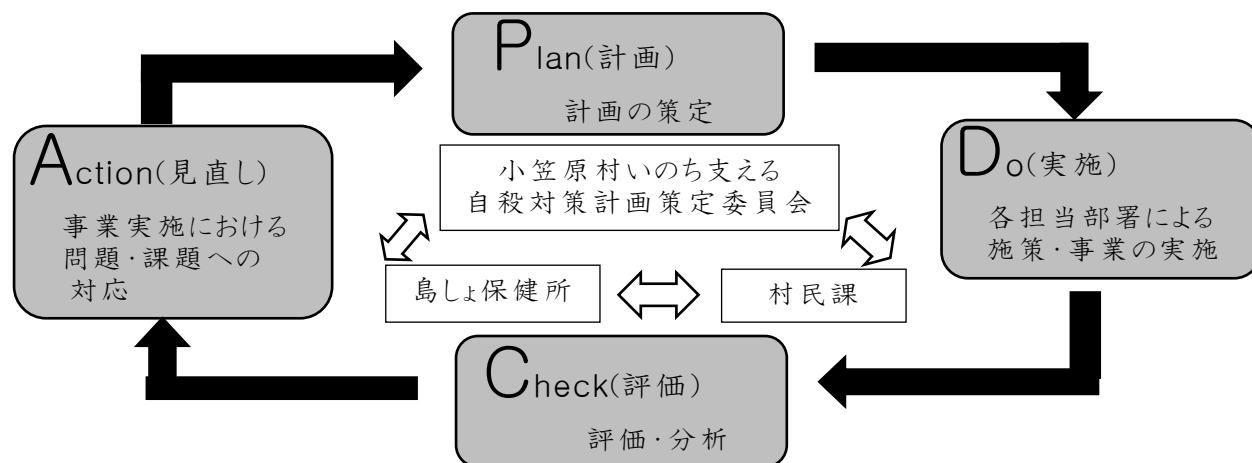 Plan(計画)
計画の策定
Action(見直し)
事業実施における
問題・課題への
対応
小笠原村いのち支える
自殺対策計画策定委員会
Do(実施)
各担当部署による
施策・事業の実施
島しょ保健所
村民課
Check(評価)
評価・分析